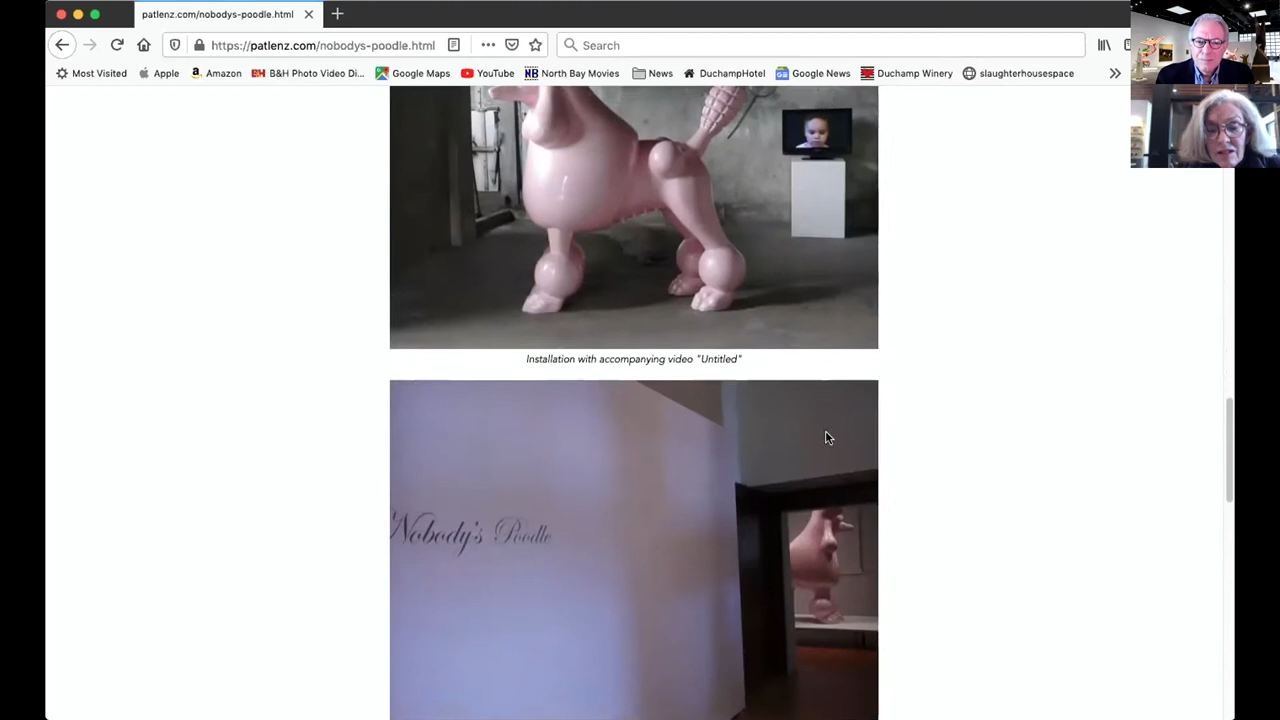 patlenz.com/nobodys-poodle.html
https://patlenz.com/nobodys-poodle.html
Search
Most Visited Apple Amazon B&H Photo Video Di... Google Maps YouTube North Bay Movies News DuchampHotel Google News Duchamp Winery slaughterhousespace
Installation with accompanying video "Untitled"
Nobody's Poodle